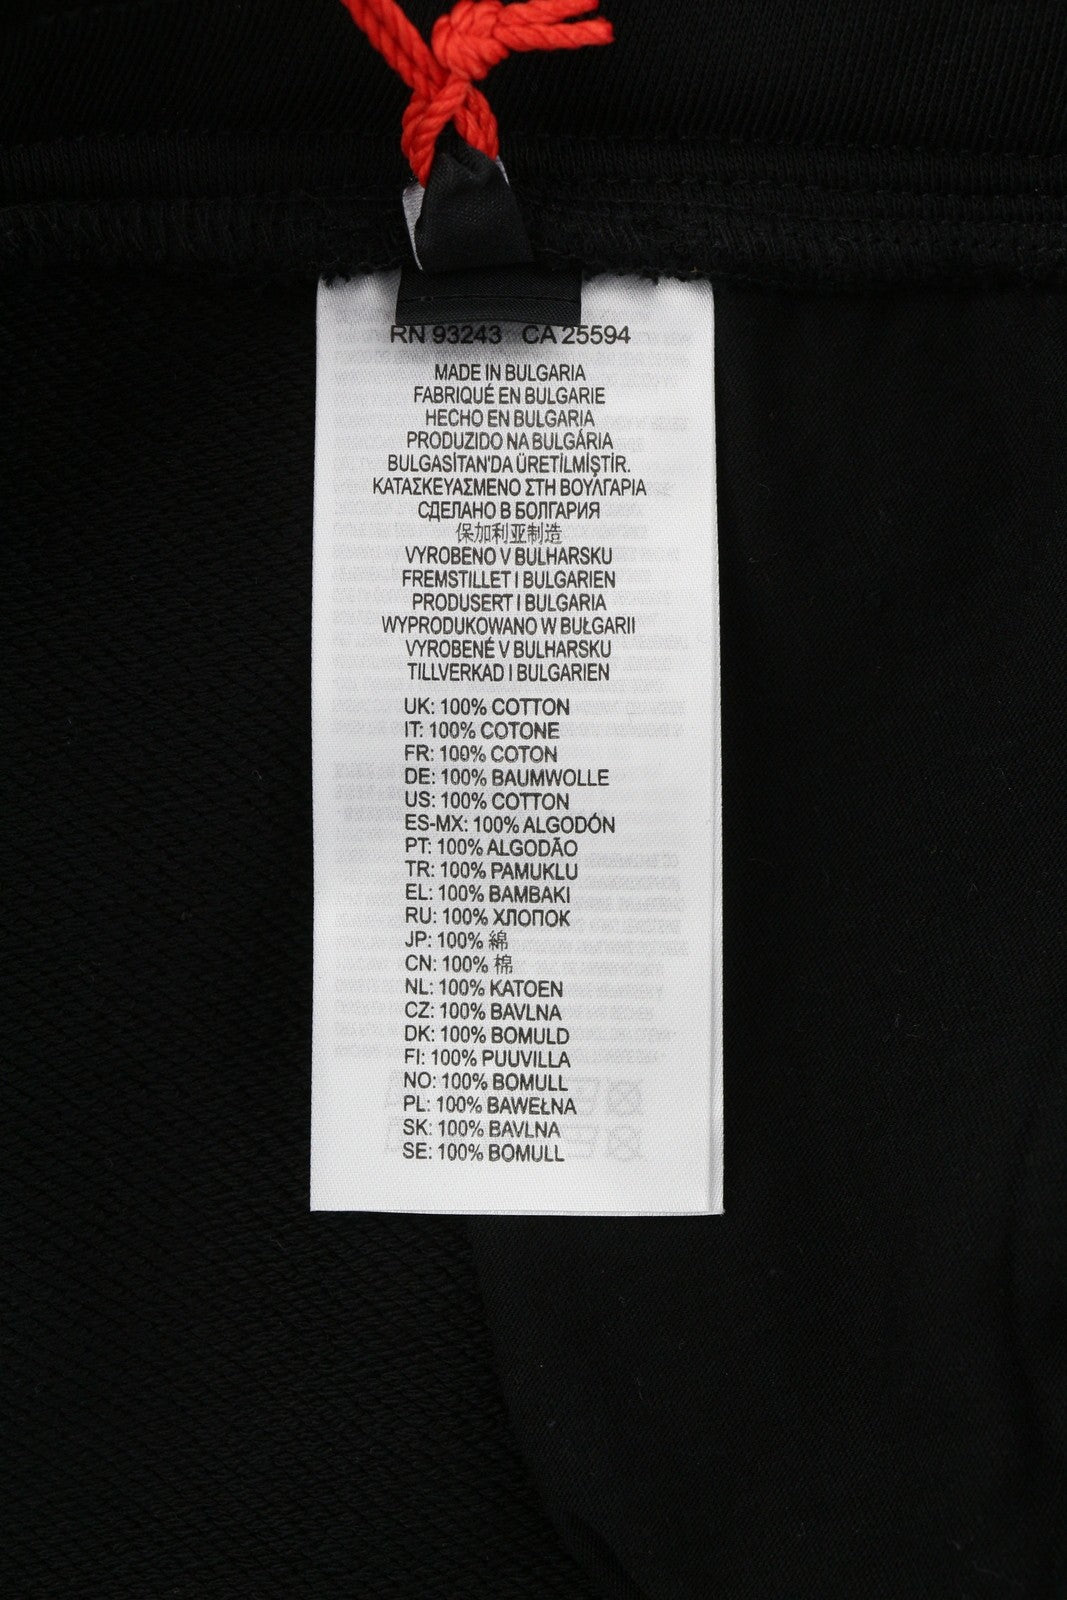 RN 93243 CA 25594
MADE IN BULGARIA
FABRIQUÉ EN BULGARIE
HECHO EN BULGARIA
PRODUZIDO NA BULGÁRIA
BULGASİTAN'DA ÜRETİLMİŞTİR.
ΚΑΤΑΣΚΕΥΑΣΜΕΝΟ ΣΤΗ ΒΟΥΛΓΑΡΙΑ
СДЕЛАНО В БОЛГАРИЯ
保加利亚制造
VYROBENO V BULHARSKU
FREMSTILLET I BULGARIEN
PRODUSERT I BULGARIA
WYPRODUKOWANO W BUŁGARII
VYROBENÉ V BULHARSKU
TILLVERKAD I BULGARIEN
UK: 100% COTTON
IT: 100% COTONE
FR: 100% COTON
DE: 100% BAUMWOLLE
US: 100% COTTON
ES-MX: 100% ALGODÓN
PT: 100% ALGODÃO
TR: 100% PAMUKLU
EL: 100% ΒΑΜΒΑΚΙ
RU: 100% ХЛОПОК
JP: 100% 綿
CN: 100% 棉
NL: 100% KATOEN
CZ: 100% BAVLNA
DK: 100% BOMULD
FI: 100% PUUVILLA
NO: 100% BOMULL
PL: 100% BAWEŁNA
SK: 100% BAVLNA
SE: 100% BOMULL